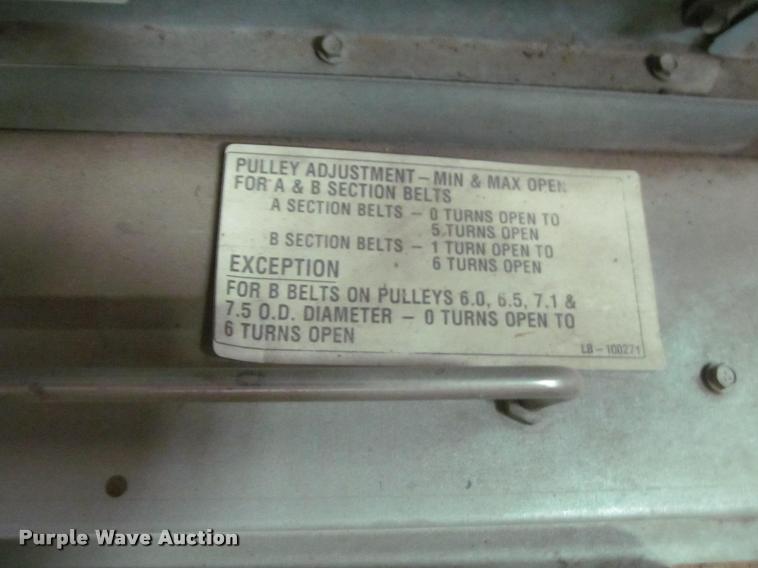 PULLEY ADJUSTMENT – MIN & MAX OPEN
FOR A & B SECTION BELTS
A SECTION BELTS – 0 TURNS OPEN TO
5 TURNS OPEN
B SECTION BELTS – 1 TURN OPEN TO
6 TURNS OPEN
EXCEPTION
FOR B BELTS ON PULLEYS 6.0, 6.5, 7.1 &
7.5 O.D. DIAMETER – 0 TURNS OPEN TO
6 TURNS OPEN
LB–100271
Purple Wave Auction